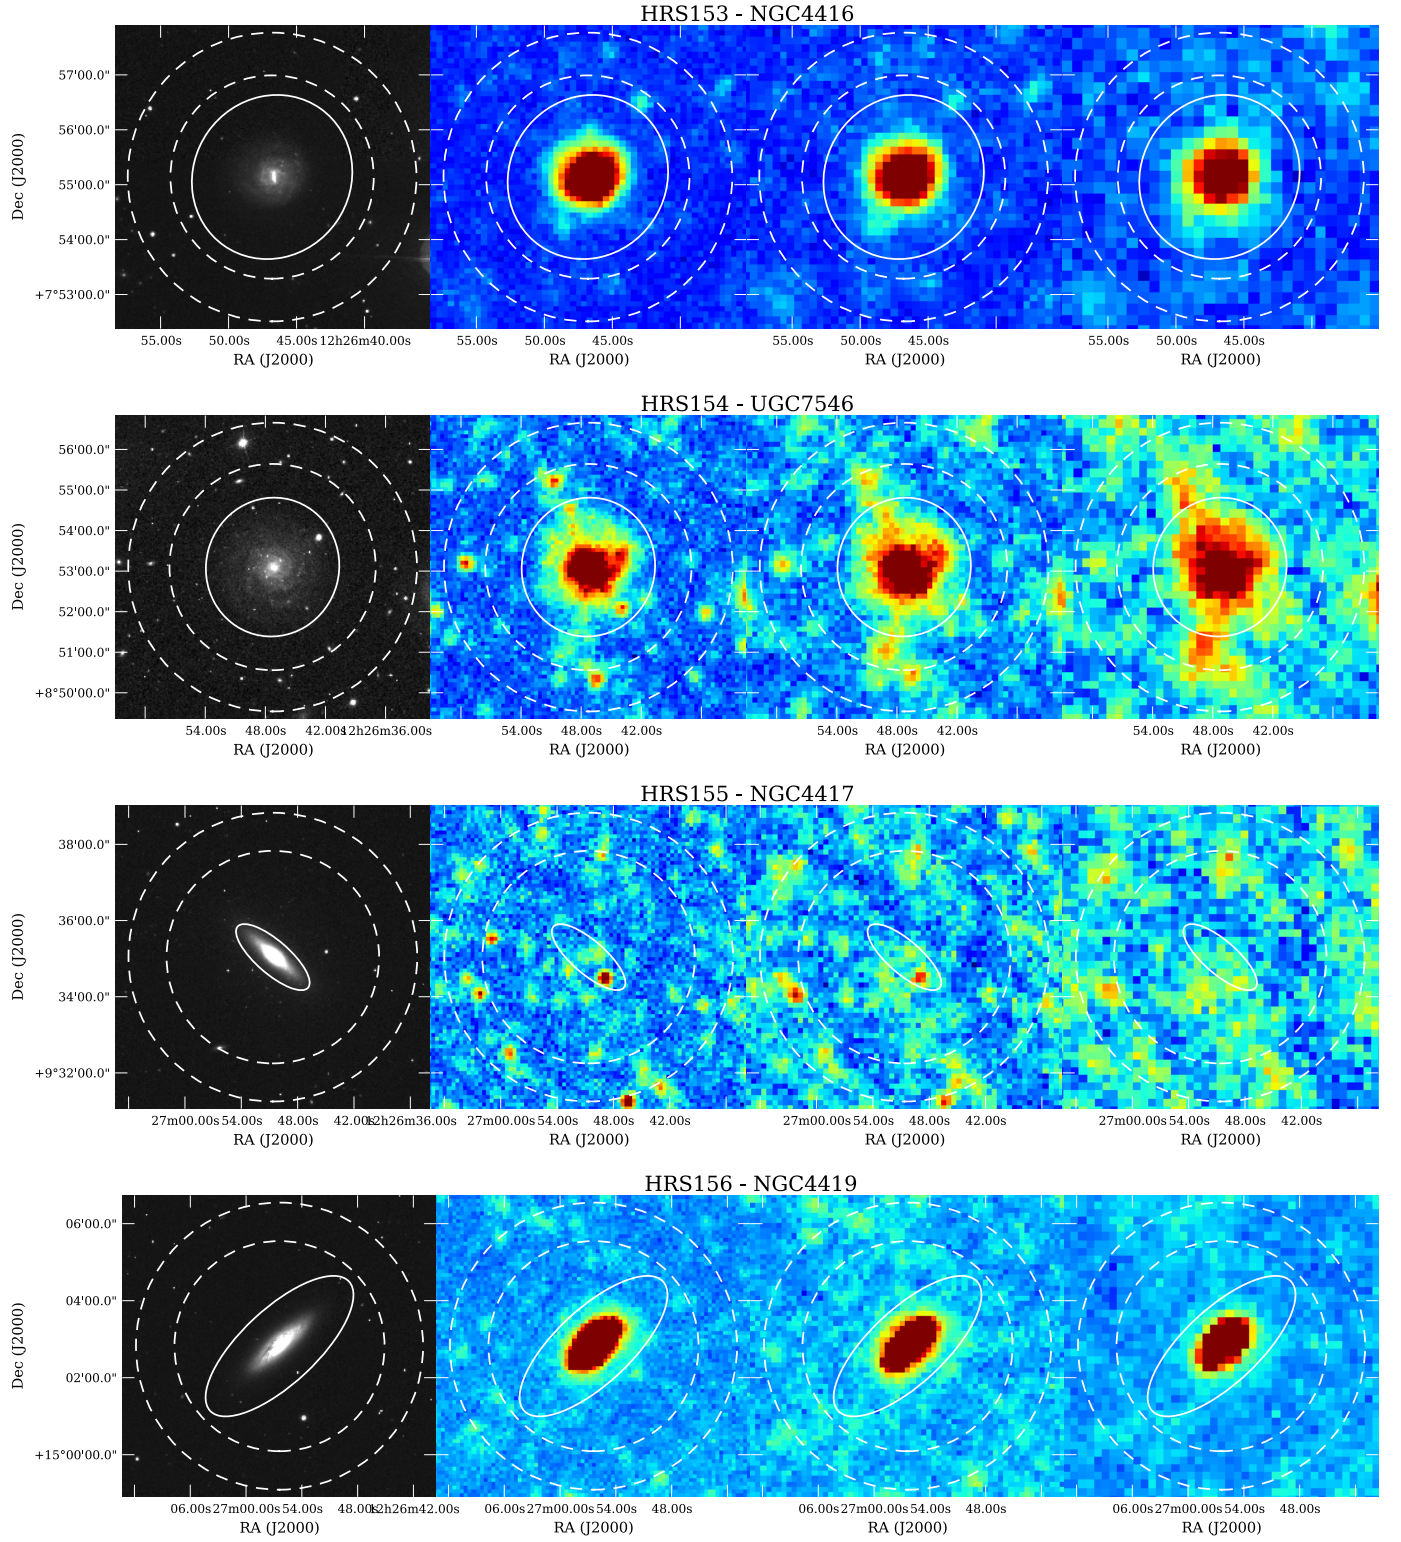 HRS153 - NGC4416
57'00.0"
56'00.0"
55'00.0"
54'00.0"
+7°53'00.0"
Dec (J2000)
55.00s 50.00s 45.00s 12h26m40.00s 55.00s 50.00s 45.00s 55.00s 50.00s 45.00s 55.00s 50.00s 45.00s
RA (J2000) RA (J2000) RA (J2000) RA (J2000)
HRS154 - UGC7546
56'00.0"
55'00.0"
54'00.0"
53'00.0"
52'00.0"
51'00.0"
+8°50'00.0"
Dec (J2000)
54.00s 48.00s 42.00s 12h26m36.00s 54.00s 48.00s 42.00s 54.00s 48.00s 42.00s 54.00s 48.00s 42.00s
RA (J2000) RA (J2000) RA (J2000) RA (J2000)
HRS155 - NGC4417
38'00.0"
36'00.0"
34'00.0"
+9°32'00.0"
Dec (J2000)
27m00.00s 54.00s 48.00s 42.00s 12h26m36.00s 27m00.00s 54.00s 48.00s 42.00s 27m00.00s 54.00s 48.00s 42.00s 27m00.00s 54.00s 48.00s 42.00s
RA (J2000) RA (J2000) RA (J2000) RA (J2000)
HRS156 - NGC4419
06'00.0"
04'00.0"
02'00.0"
+15°00'00.0"
Dec (J2000)
66.00s 27m00.00s 54.00s 48.00s 12h26m42.00s 66.00s 27m00.00s 54.00s 48.00s 66.00s 27m00.00s 54.00s 48.00s 66.00s 27m00.00s 54.00s 48.00s
RA (J2000) RA (J2000) RA (J2000) RA (J2000)